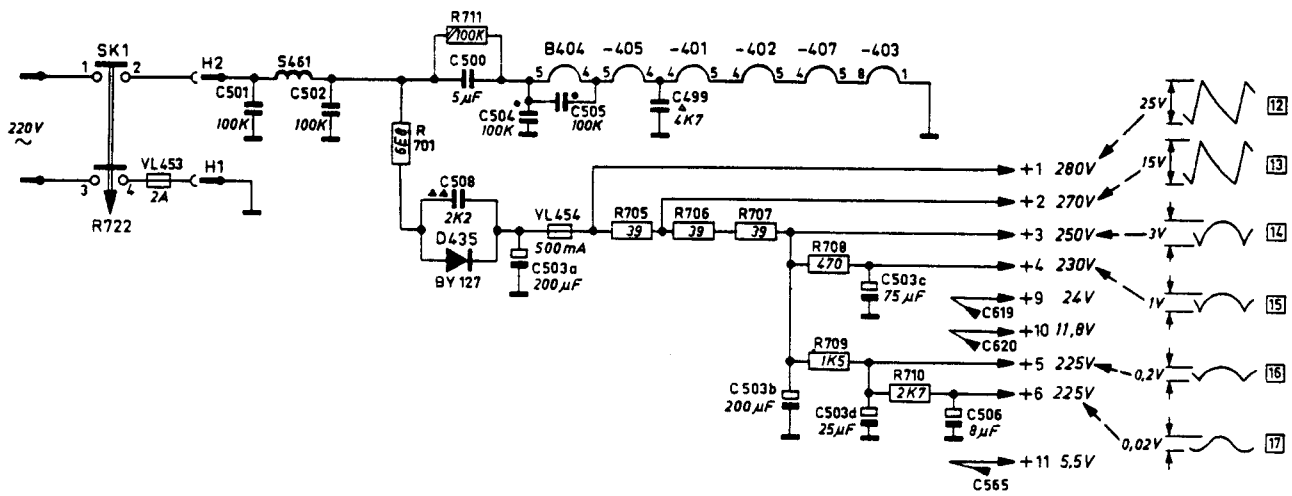 R711
100K
SK1
1
2
H2
S461
C501
100K
C502
100K
C500
5µF
B404
-405
-401
-402
-407
-403
5
4
5
4
4
5
4
5
4
5
8
1
C504
100K
C505
100K
C499
4K7
220V
~
VL453
2A
H1
3
4
R722
6E8
R
701
C508
2K2
D435
BY 127
VL454
500mA
C503a
200µF
R705
39
R706
39
R707
39
R708
470
C503c
75µF
R709
1K5
R710
2K7
C503b
200µF
C503d
25µF
C506
8µF
+1 280V
+2 270V
+3 250V
+4 230V
+9 24V
C619
+10 11,8V
C620
+5 225V
+6 225V
+11 5,5V
C565
25V
12
15V
13
3V
14
1V
15
0,2V
16
0,02V
17